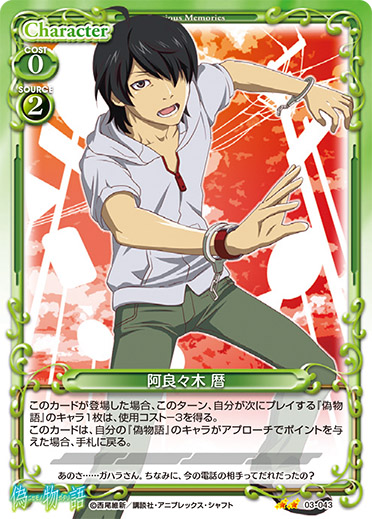 Precious Memories
Character
COST
0
SOURCE
2
阿良々木 暦
このカードが登場した場合、このターン、自分が次にプレイする『偽物
語』のキャラ1枚は、使用コスト－3を得る。
このカードは、自分の『偽物語』のキャラがアプローチでポイントを与
えた場合、手札に戻る。
あのさ……ガハラさん、ちなみに、今の電話の相手ってだれだったの?
偽物語
©西尾維新／講談社・アニプレックス・シャフト
03-043